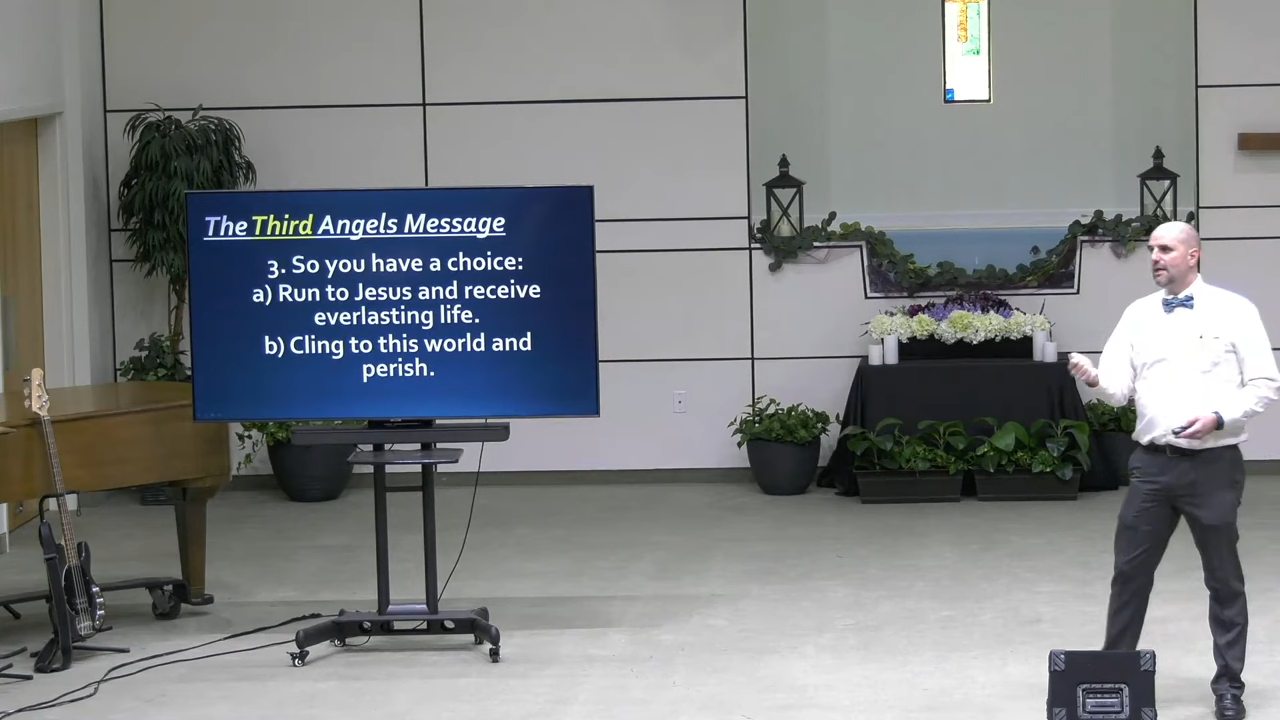 The Third Angels Message
3. So you have a choice:
a) Run to Jesus and receive
everlasting life.
b) Cling to this world and
perish.